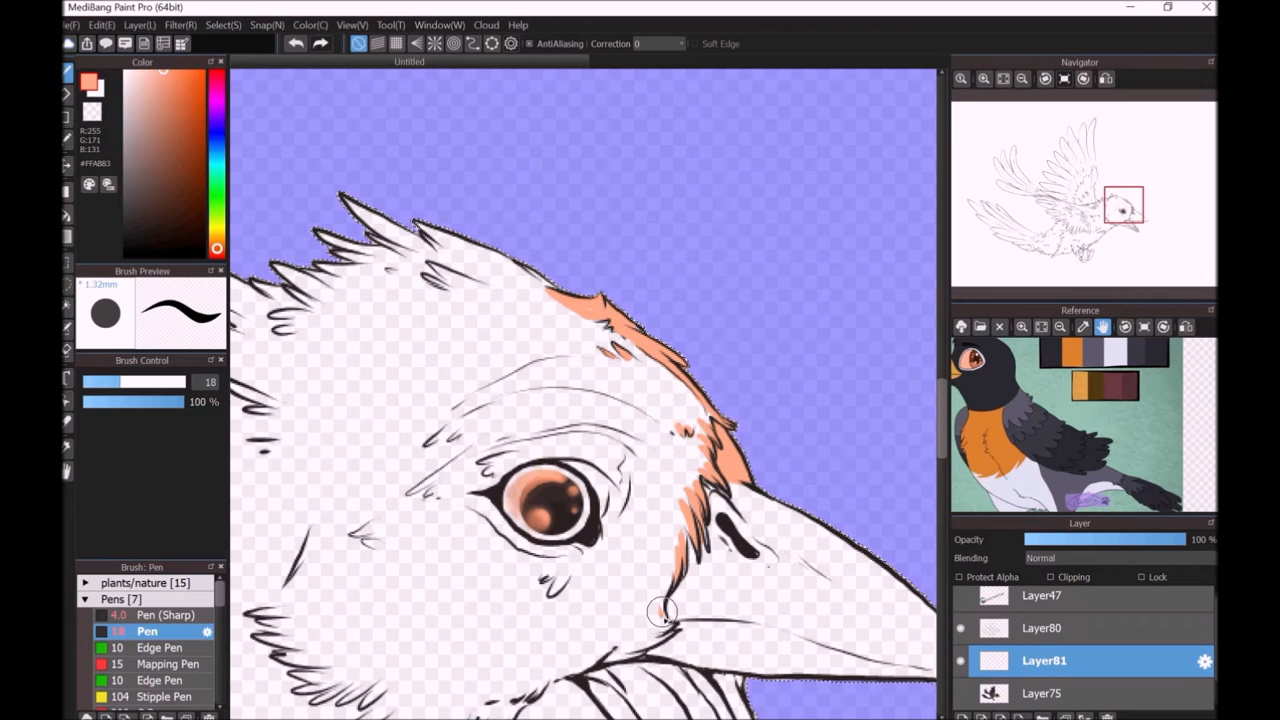 MediBang Paint Pro (64bit)
(F) Edit(E) Layer(L) Filter(R) Select(S) Snap(N) Color(C) View(V) Tool(T) Window(W) Cloud Help
AntiAliasing Correction 0 Soft Edge
Color
Untitled
Navigator
R:255
G:171
B:131
#FFAB83
Brush Preview
* 1.32mm
Reference
Brush Control
18
100 %
Layer
Opacity 100 %
Blending Normal
Protect Alpha Clipping Lock
Brush: Pen
plants/nature [15]
Pens [7]
4.0 Pen (Sharp)
18 Pen
10 Edge Pen
15 Mapping Pen
10 Edge Pen
104 Stipple Pen
Layer47
Layer80
Layer81
Layer75